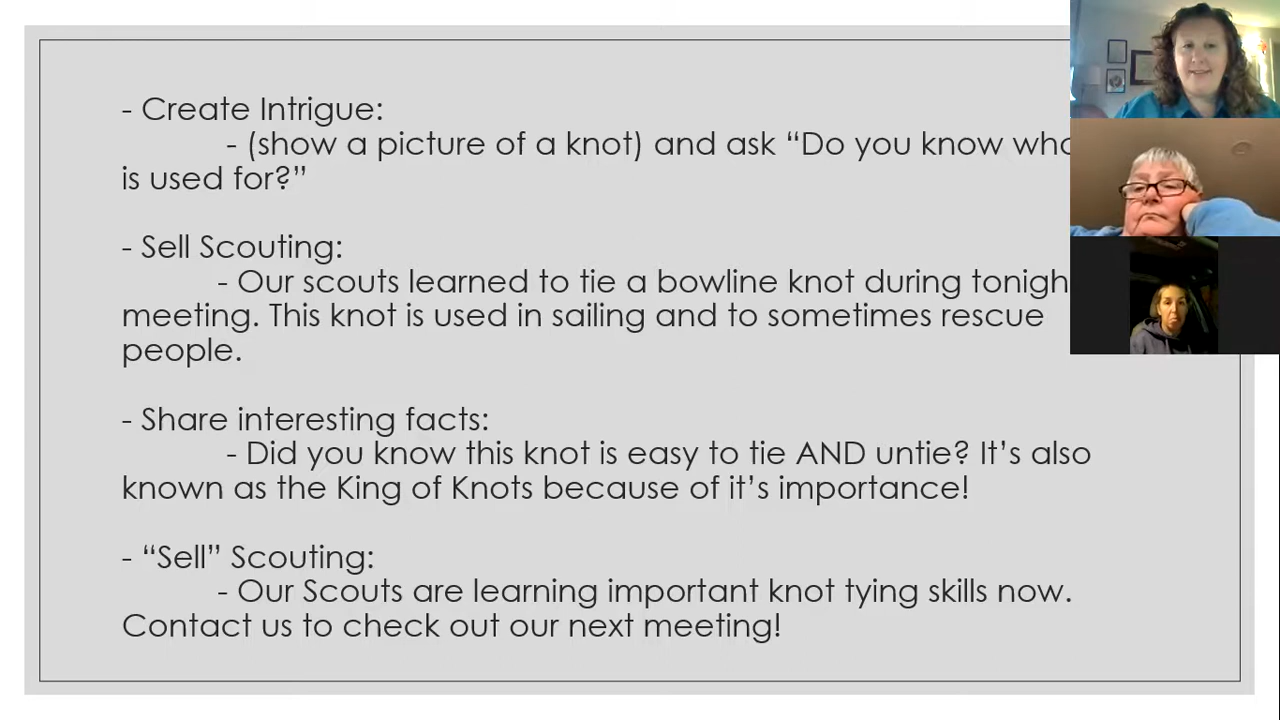 - Create Intrigue:
- (show a picture of a knot) and ask “Do you know
is used for?”
- Sell Scouting:
- Our scouts learned to tie a bowline knot during
meeting. This knot is used in sailing and to sometimes rescue
people.
- Share interesting facts:
- Did you know this knot is easy to tie AND untie? It’s also
known as the King of Knots because of it’s importance!
- “Sell” Scouting:
- Our Scouts are learning important knot tying skills now.
Contact us to check out our next meeting!